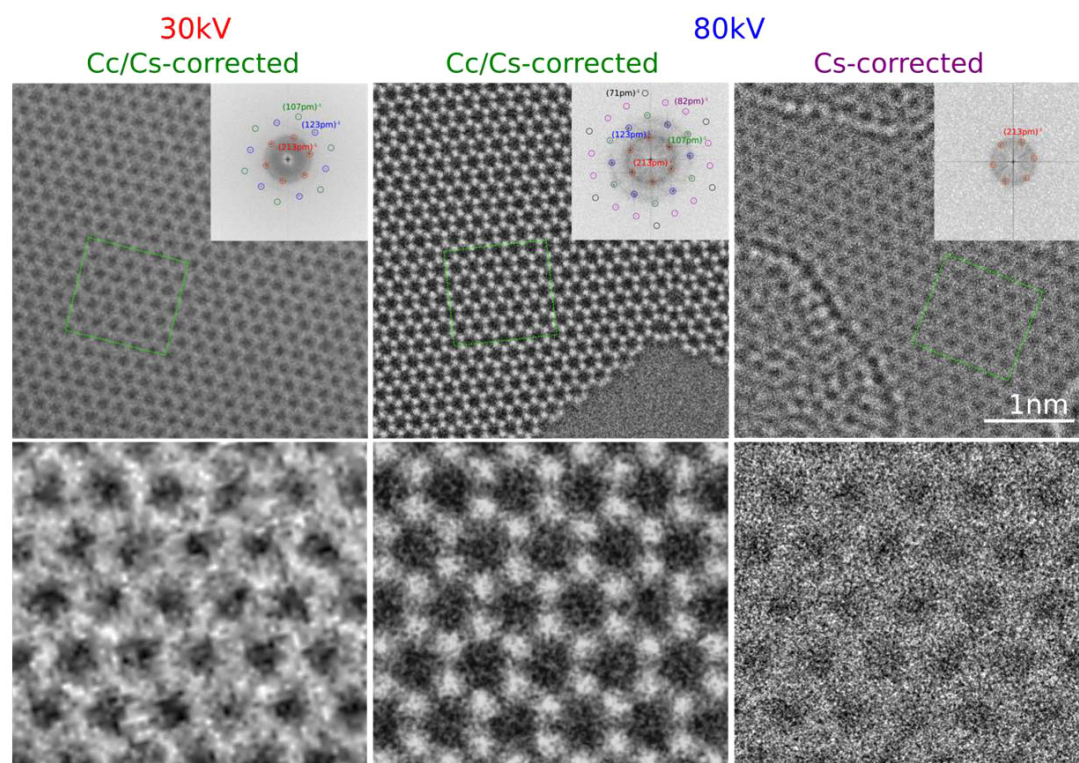 30kV
80kV
Cc/Cs-corrected
Cc/Cs-corrected
Cs-corrected
(107pm)⁻¹
(123pm)⁻¹
(213pm)⁻¹
(71pm)⁻¹
(82pm)⁻¹
(123pm)⁻¹
(107pm)⁻¹
(213pm)⁻¹
(213pm)⁻¹
1nm